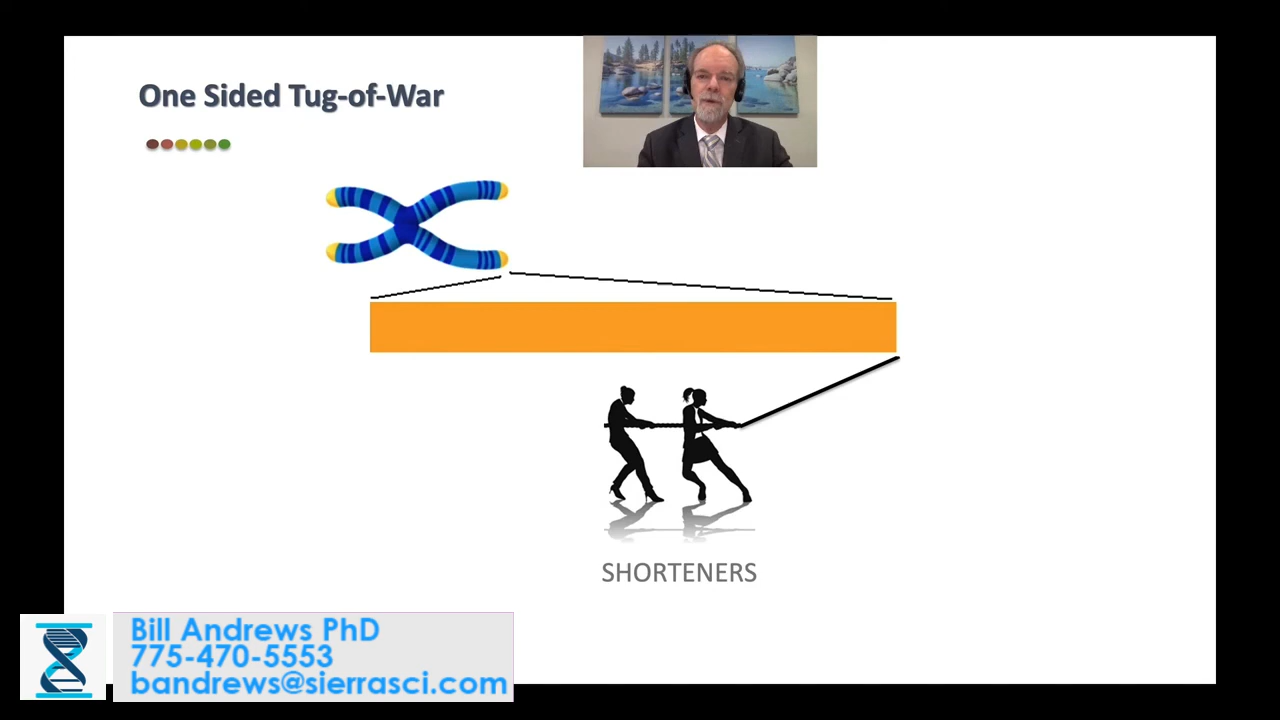 One Sided Tug-of-War
SHORTENERS
Bill Andrews PhD
775-470-5553
bandrews@sierrasci.com